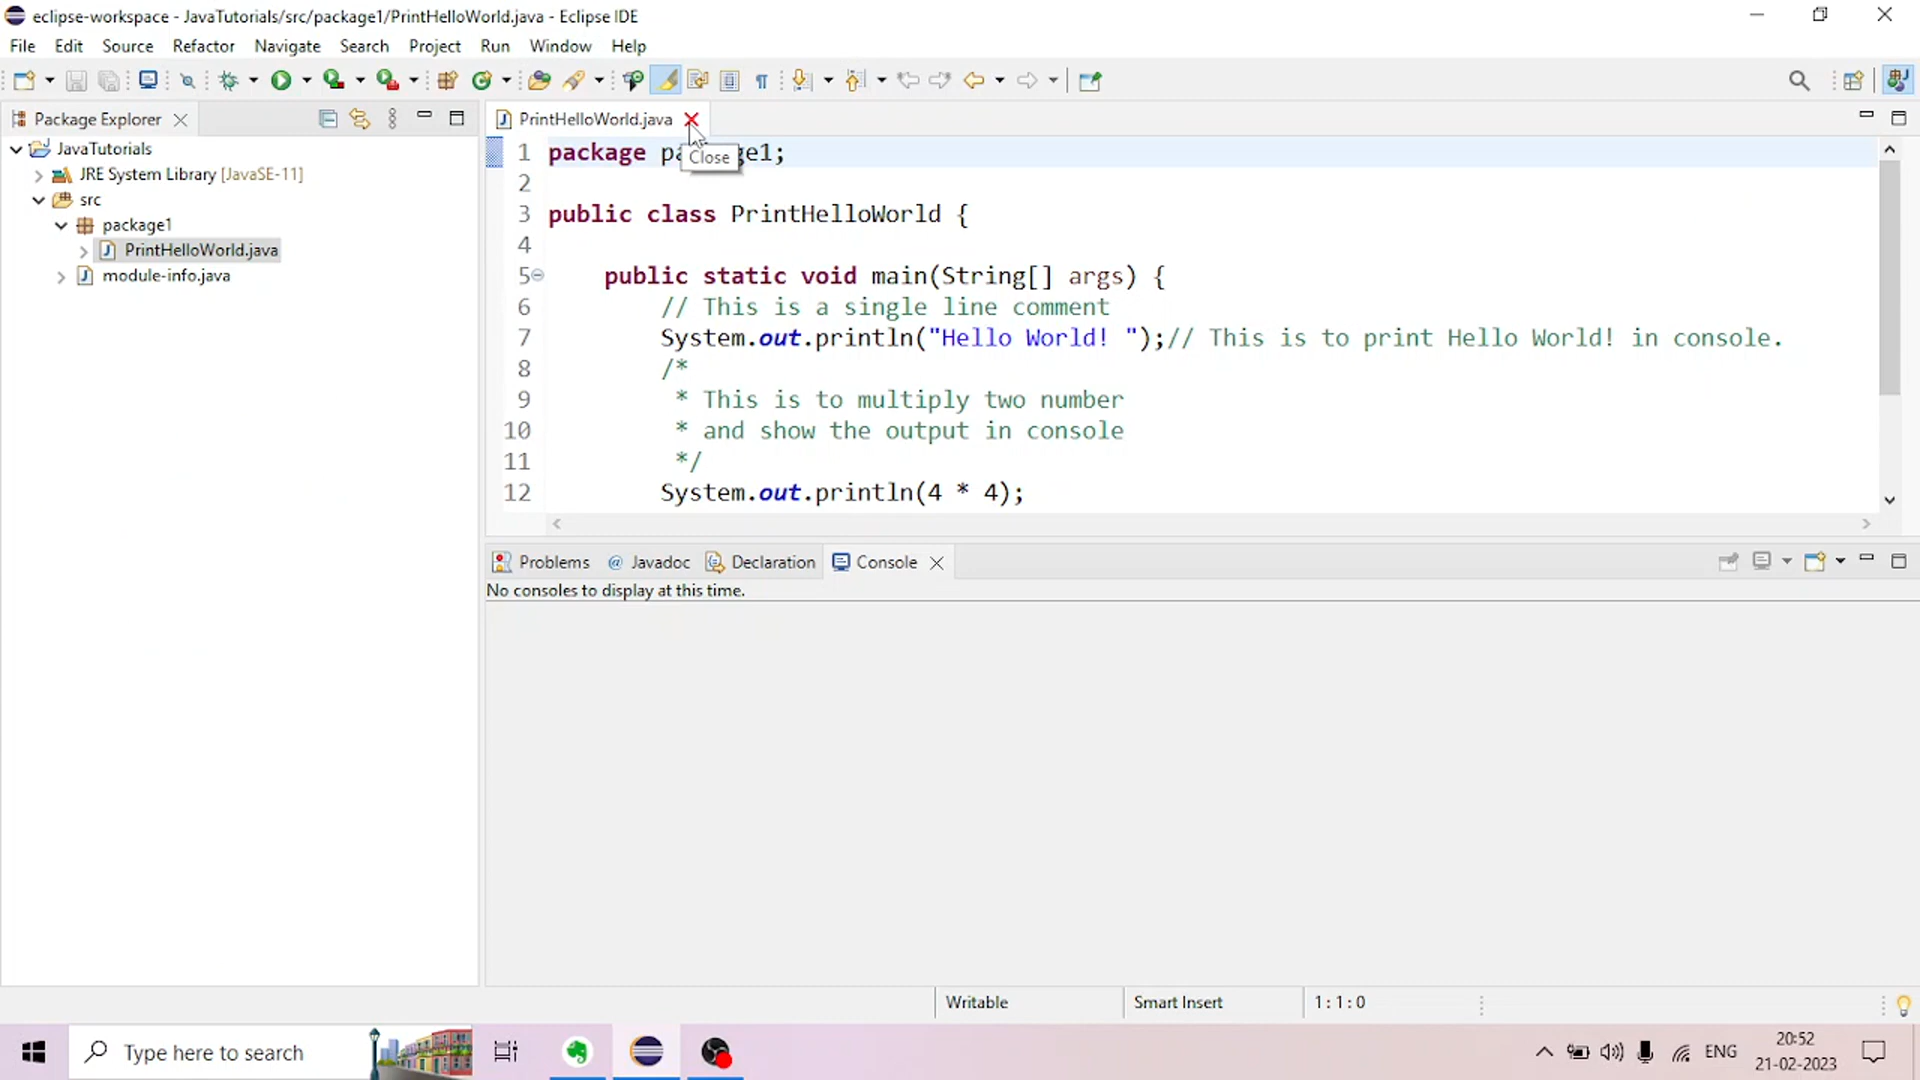 eclipse-workspace - JavaTutorials/src/package1/PrintHelloWorld.java - Eclipse IDE
File Edit Source Refactor Navigate Search Project Run Window Help
Package Explorer
PrintHelloWorld.java
JavaTutorials
JRE System Library [JavaSE-11]
src
package1
PrintHelloWorld.java
module-info.java
Close
1 package package1;
2
3 public class PrintHelloWorld {
4
5 public static void main(String[] args) {
6 // This is a single line comment
7 System.out.println("Hello World! ");// This is to print Hello World! in console.
8 /*
9 * This is to multiply two number
10 * and show the output in console
11 */
12 System.out.println(4 * 4);
Problems @ Javadoc Declaration Console
No consoles to display at this time.
Writable Smart Insert 1 : 1 : 0
Type here to search
ENG
20:52
21-02-2023